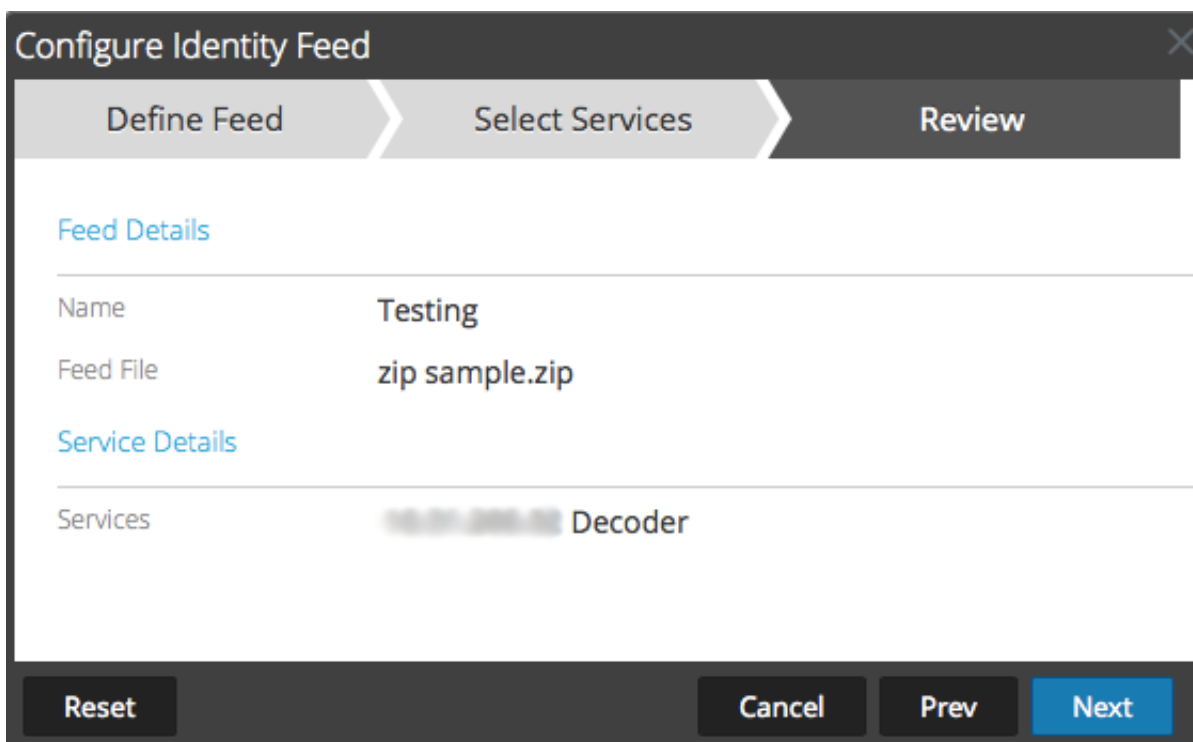 Configure Identity Feed
Define Feed Select Services Review
Feed Details
Name Testing
Feed File zip sample.zip
Service Details
Services Decoder
Reset Cancel Prev Next